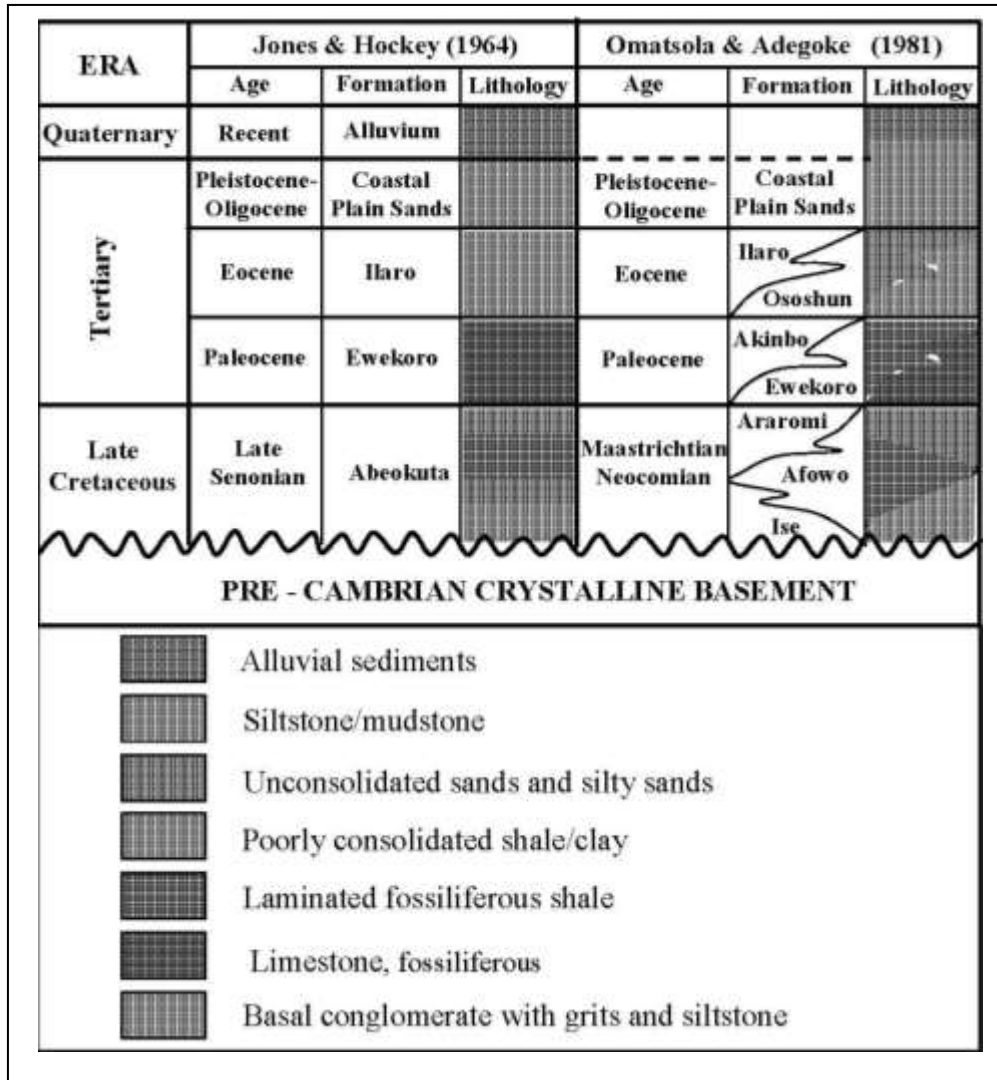 ERA
Jones & Hockey (1964)
Omatsola & Adegoke (1981)
Age Formation Lithology Age Formation Lithology
Quaternary Recent Alluvium
Tertiary
Pleistocene-
Oligocene
Coastal
Plain Sands
Pleistocene-
Oligocene
Coastal
Plain Sands
Eocene Ilaro Eocene
Ilaro
Ososhun
Paleocene Ewekoro Paleocene
Akinbo
Ewekoro
Late
Cretaceous
Late
Senonian
Abeokuta
Maastrichtian
Neocomian
Araromi
Afowo
Ise
PRE - CAMBRIAN CRYSTALLINE BASEMENT
Alluvial sediments
Siltstone/mudstone
Unconsolidated sands and silty sands
Poorly consolidated shale/clay
Laminated fossiliferous shale
Limestone, fossiliferous
Basal conglomerate with grits and siltstone